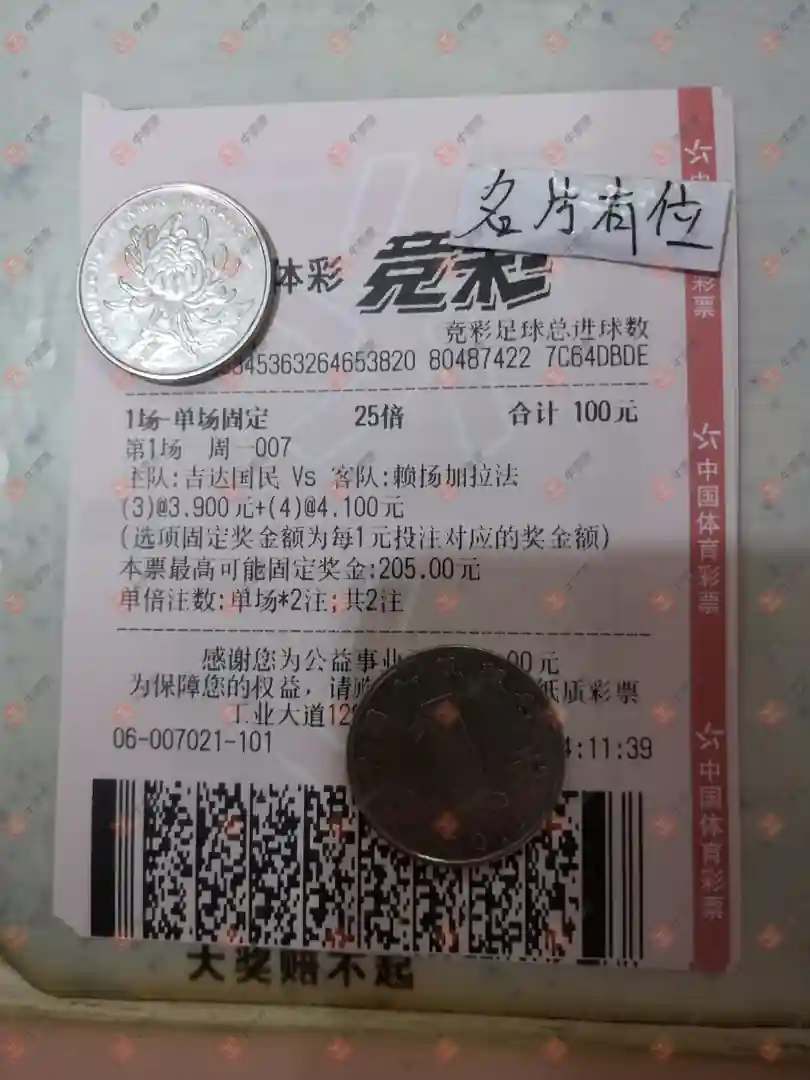 名片有位
体彩 竞彩
竞彩足球总进球数
45363264653820 80487422 7C64DBDE
1场-单场固定 25倍 合计 100元
第1场 周一007
主队:吉达国民 Vs 客队:赖扬加拉法
(3)@3.900元+(4)@4.100元
(选项固定奖金额为每1元投注对应的奖金额)
本票最高可能固定奖金:205.00元
单倍注数:单场*2注;共2注
感谢您为公益事业 00元
为保障您的权益，请 纸质彩票
工业大道12
06-007021-101 4:11:39
大奖赔不起
彩票
中国体育彩票
中国体育彩票